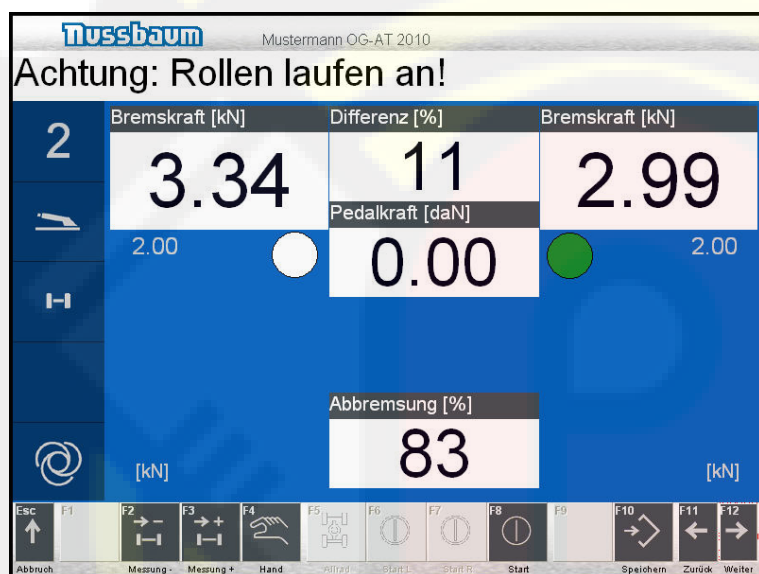 nussbaum
Mustermann OG-AT 2010
Achtung: Rollen laufen an!
2
Bremskraft [kN]
Differenz [%]
Bremskraft [kN]
3.34
11
2.99
Pedalkraft [daN]
2.00
0.00
2.00
Abbremsung [%]
83
[kN]
[kN]
Esc F1 F2 F3 F4 F5 F6 F7 F8 F9 F10 F11 F12
Abbruch Messung - Messung + Hand Allrad Start L Start R Start Speichern Zurück Weiter